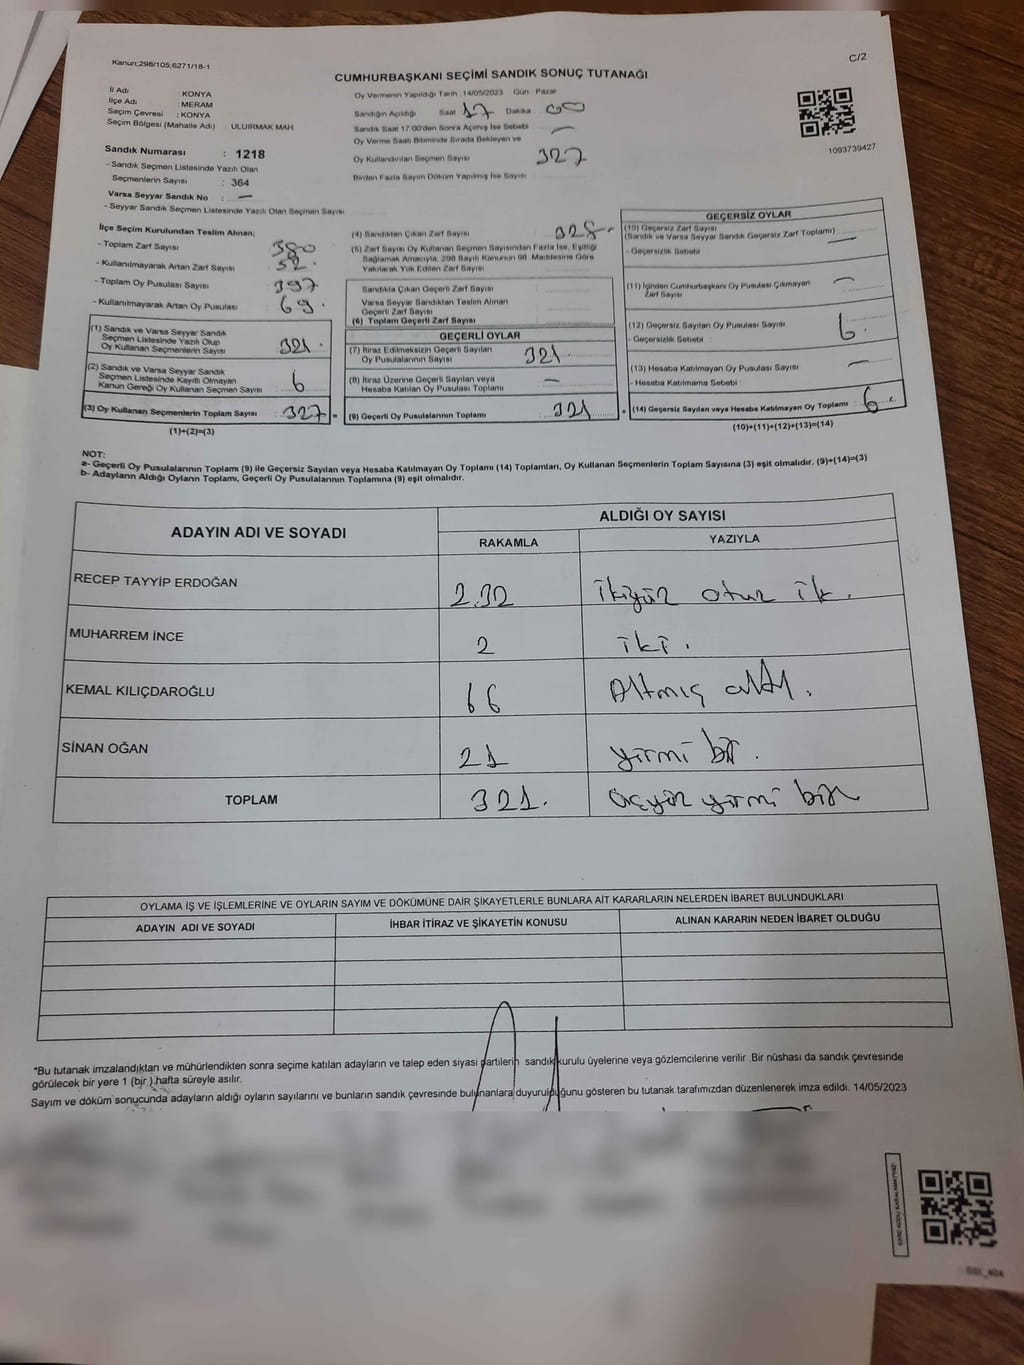 Kanun;298/105;6271/18-1
C/2
CUMHURBAŞKANI SEÇİMİ SANDIK SONUÇ TUTANAĞI
İl Adı : KONYA
İlçe Adı : MERAM
Seçim Çevresi : KONYA
Seçim Bölgesi (Mahalle Adı) : ULUIRMAK MAH.
Sandık Numarası : 1218
- Sandık Seçmen Listesinde Yazılı Olan
Seçmenlerin Sayısı : 364
Varsa Seyyar Sandık No : —
- Seyyar Sandık Seçmen Listesinde Yazılı Olan Seçmen Sayısı
Oy Vermenin Yapıldığı Tarih 14/05/2023 Gün : Pazar
Sandığın Açıldığı Saat 17 Dakika 00
Sandık Saat 17:00'den Sonra Açılmış İse Sebebi —
Oy Verme Saati Bitiminde Sırada Bekleyen ve
Oy Kullandırılan Seçmen Sayısı 327
Birden Fazla Sayım Döküm Yapılmış İse Sayısı
1093739427
İlçe Seçim Kurulundan Teslim Alınan;
- Toplam Zarf Sayısı 380
- Kullanılmayarak Artan Zarf Sayısı 52.
- Toplam Oy Pusulası Sayısı 397
- Kullanılmayarak Artan Oy Pusulası 69.
(1) Sandık ve Varsa Seyyar Sandık
Seçmen Listesinde Yazılı Olup
Oy Kullanan Seçmenlerin Sayısı 321.
(2) Sandık ve Varsa Seyyar Sandık
Seçmen Listesinde Kayıtlı Olmayan
Kanun Gereği Oy Kullanan Seçmen Sayısı 6
(3) Oy Kullanan Seçmenlerin Toplam Sayısı : 327 =
(1)+(2)=(3)
(4) Sandıktan Çıkan Zarf Sayısı 328.
(5) Zarf Sayısı Oy Kullanan Seçmen Sayısından Fazla İse, Eşitliği
Sağlamak Amacıyla, 298 Sayılı Kanunun 98. Maddesine Göre
Yakılarak Yok Edilen Zarf Sayısı
Sandıkta Çıkan Geçerli Zarf Sayısı
Varsa Seyyar Sandıktan Teslim Alınan
Geçerli Zarf Sayısı
(6) Toplam Geçerli Zarf Sayısı
GEÇERLİ OYLAR
(7) İtiraz Edilmeksizin Geçerli Sayılan
Oy Pusulalarının Sayısı 321.
(8) İtiraz Üzerine Geçerli Sayılan veya
Hesaba Katılan Oy Pusulası Toplamı —
(9) Geçerli Oy Pusulalarının Toplamı 321 +
GEÇERSİZ OYLAR
(10) Geçersiz Zarf Sayısı
(Sandık ve Varsa Seyyar Sandık Geçersiz Zarf Toplamı) —
- Geçersizlik Sebebi
(11) İçinden Cumhurbaşkanı Oy Pusulası Çıkmayan
Zarf Sayısı —
(12) Geçersiz Sayılan Oy Pusulası Sayısı 6.
- Geçersizlik Sebebi
(13) Hesaba Katılmayan Oy Pusulası Sayısı —
- Hesaba Katılmama Sebebi
(14) Geçersiz Sayılan veya Hesaba Katılmayan Oy Toplamı 6
(10)+(11)+(12)+(13)=(14)
NOT:
a- Geçerli Oy Pusulalarının Toplamı (9) ile Geçersiz Sayılan veya Hesaba Katılmayan Oy Toplamı (14) Toplamları, Oy Kullanan Seçmenlerin Toplam Sayısına (3) eşit olmalıdır. (9)+(14)=(3)
b- Adayların Aldığı Oyların Toplamı, Geçerli Oy Pusulalarının Toplamına (9) eşit olmalıdır.
ADAYIN ADI VE SOYADI ALDIĞI OY SAYISI
RAKAMLA YAZIYLA
RECEP TAYYİP ERDOĞAN 232 ikiyüz otuz iki.
MUHARREM İNCE 2 iki.
KEMAL KILIÇDAROĞLU 66 Altmış altı.
SİNAN OĞAN 21 yirmi bir.
TOPLAM 321. üçyüz yirmi bir
OYLAMA İŞ VE İŞLEMLERİNE VE OYLARIN SAYIM VE DÖKÜMÜNE DAİR ŞİKAYETLERLE BUNLARA AİT KARARLARIN NELERDEN İBARET BULUNDUKLARI
ADAYIN ADI VE SOYADI İHBAR İTİRAZ VE ŞİKAYETİN KONUSU ALINAN KARARIN NEDEN İBARET OLDUĞU
*Bu tutanak imzalandıktan ve mühürlendikten sonra seçime katılan adayların ve talep eden siyasi partilerin sandık kurulu üyelerine veya gözlemcilerine verilir .Bir nüshası da sandık çevresinde
görülecek bir yere 1 (bir ) hafta süreyle asılır.
Sayım ve döküm sonucunda adayların aldığı oyların sayılarını ve bunların sandık çevresinde bulunanlara duyurulduğunu gösteren bu tutanak tarafımızdan düzenlenerek imza edildi. 14/05/2023